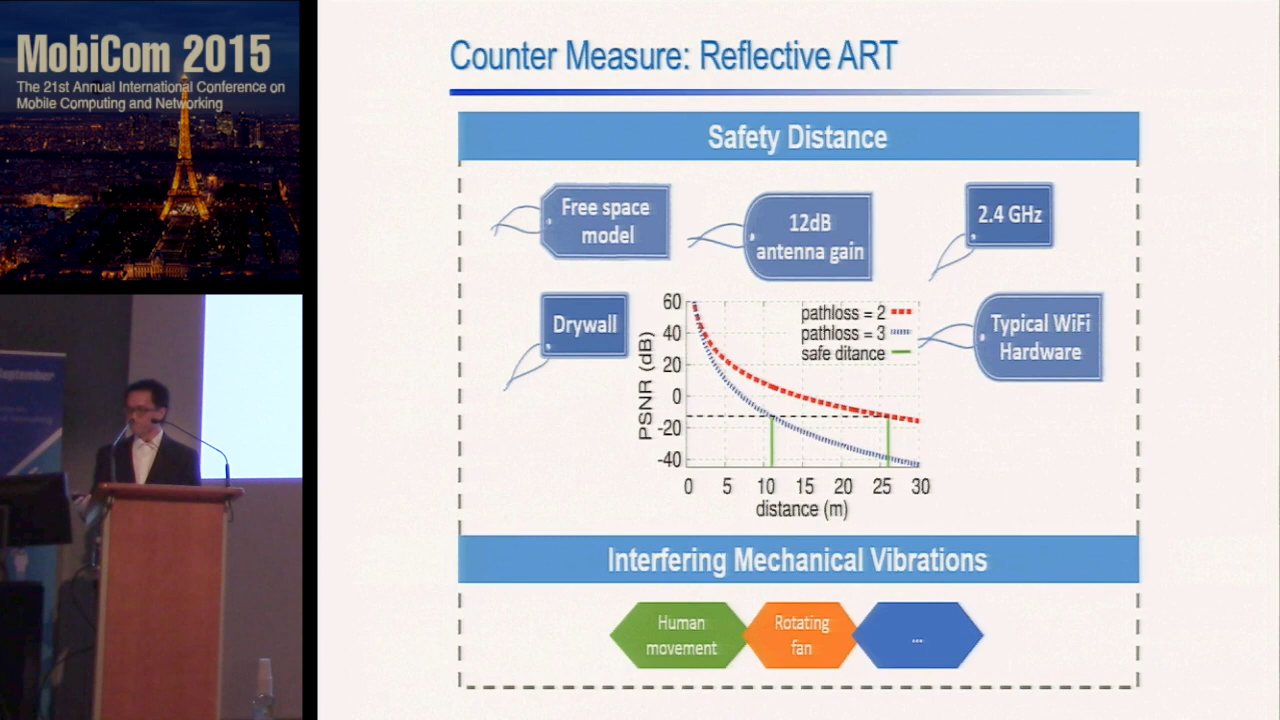 MobiCom 2015
The 21st Annual International Conference on
Mobile Computing and Networking
September
Counter Measure: Reflective ART
Safety Distance
Free space
model
12dB
antenna gain
2.4 GHz
Drywall
Typical WiFi
Hardware
pathloss = 2
pathloss = 3
safe ditance
PSNR (dB)
60
40
20
0
-20
-40
0 5 10 15 20 25 30
distance (m)
Interfering Mechanical Vibrations
Human
movement
Rotating
fan
...